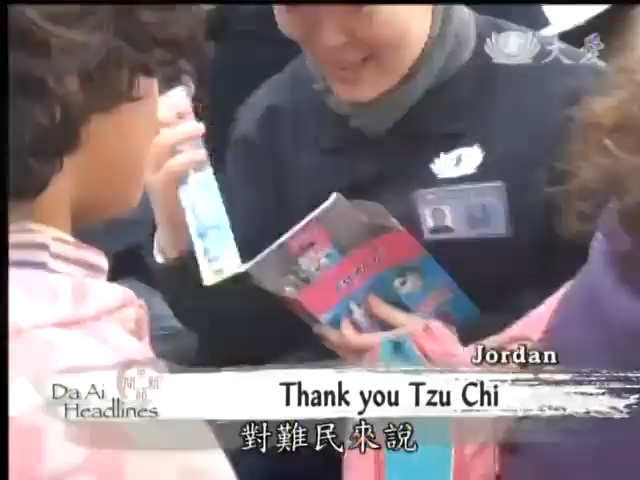 大愛
Jordan
Da Ai
Headlines
Thank you Tzu Chi
對難民來說